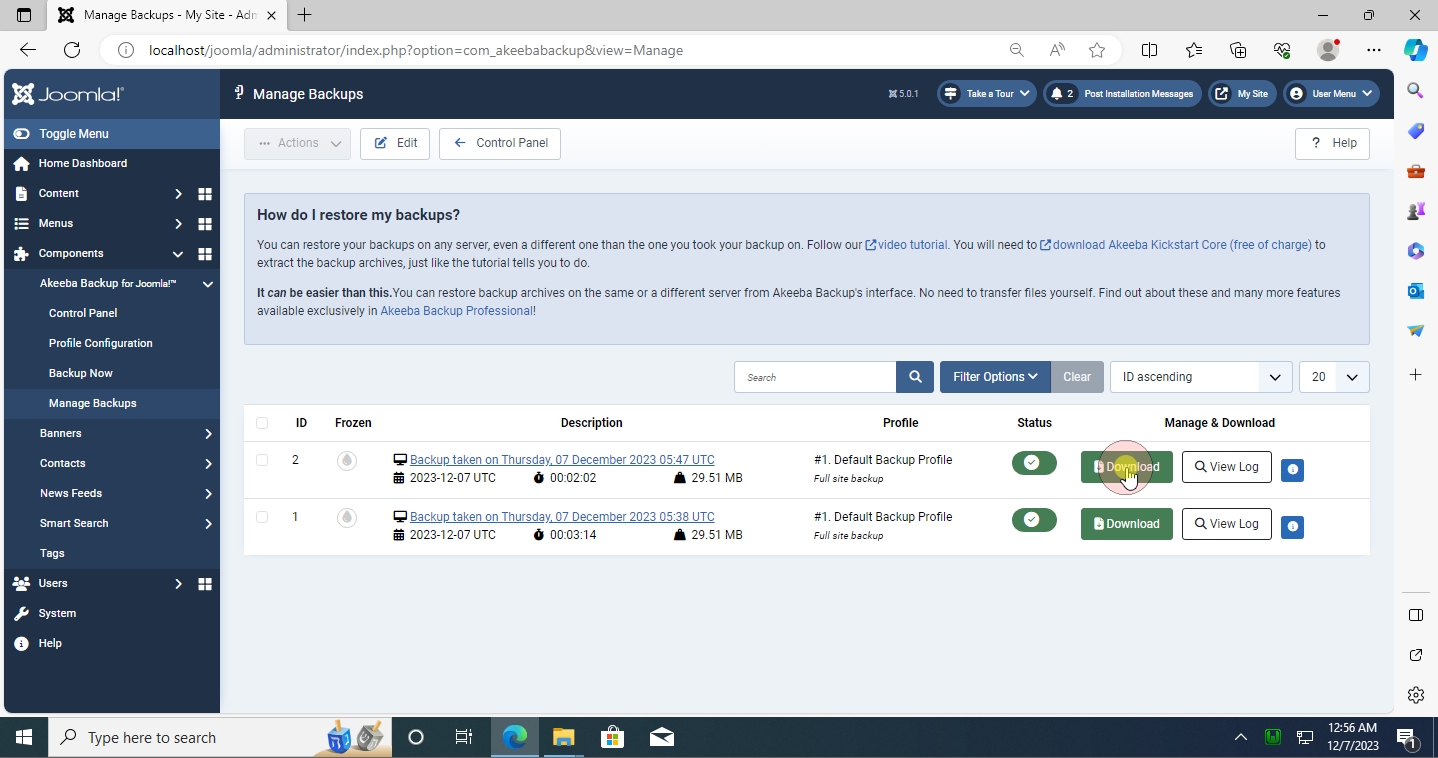 Manage Backups - My Site - Adm
localhost/joomla/administrator/index.php?option=com_akeebabackup&view=Manage
Joomla!
Manage Backups
5.0.1
Take a Tour
2 Post Installation Messages
My Site
User Menu
Toggle Menu
Home Dashboard
Content
Menus
Components
Akeeba Backup for Joomla!™
Control Panel
Profile Configuration
Backup Now
Manage Backups
Banners
Contacts
News Feeds
Smart Search
Tags
Users
System
Help
Actions
Edit
Control Panel
? Help
How do I restore my backups?
You can restore your backups on any server, even a different one than the one you took your backup on. Follow our video tutorial. You will need to download Akeeba Kickstart Core (free of charge) to
extract the backup archives, just like the tutorial tells you to do.
It can be easier than this.You can restore backup archives on the same or a different server from Akeeba Backup's interface. No need to transfer files yourself. Find out about these and many more features
available exclusively in Akeeba Backup Professional!
Search
Filter Options
Clear
ID ascending
20
ID Frozen Description Profile Status Manage & Download
2 Backup taken on Thursday, 07 December 2023 05:47 UTC #1. Default Backup Profile Download View Log
2023-12-07 UTC 00:02:02 29.51 MB Full site backup
1 Backup taken on Thursday, 07 December 2023 05:38 UTC #1. Default Backup Profile Download View Log
2023-12-07 UTC 00:03:14 29.51 MB Full site backup
Type here to search
12:56 AM
12/7/2023
1